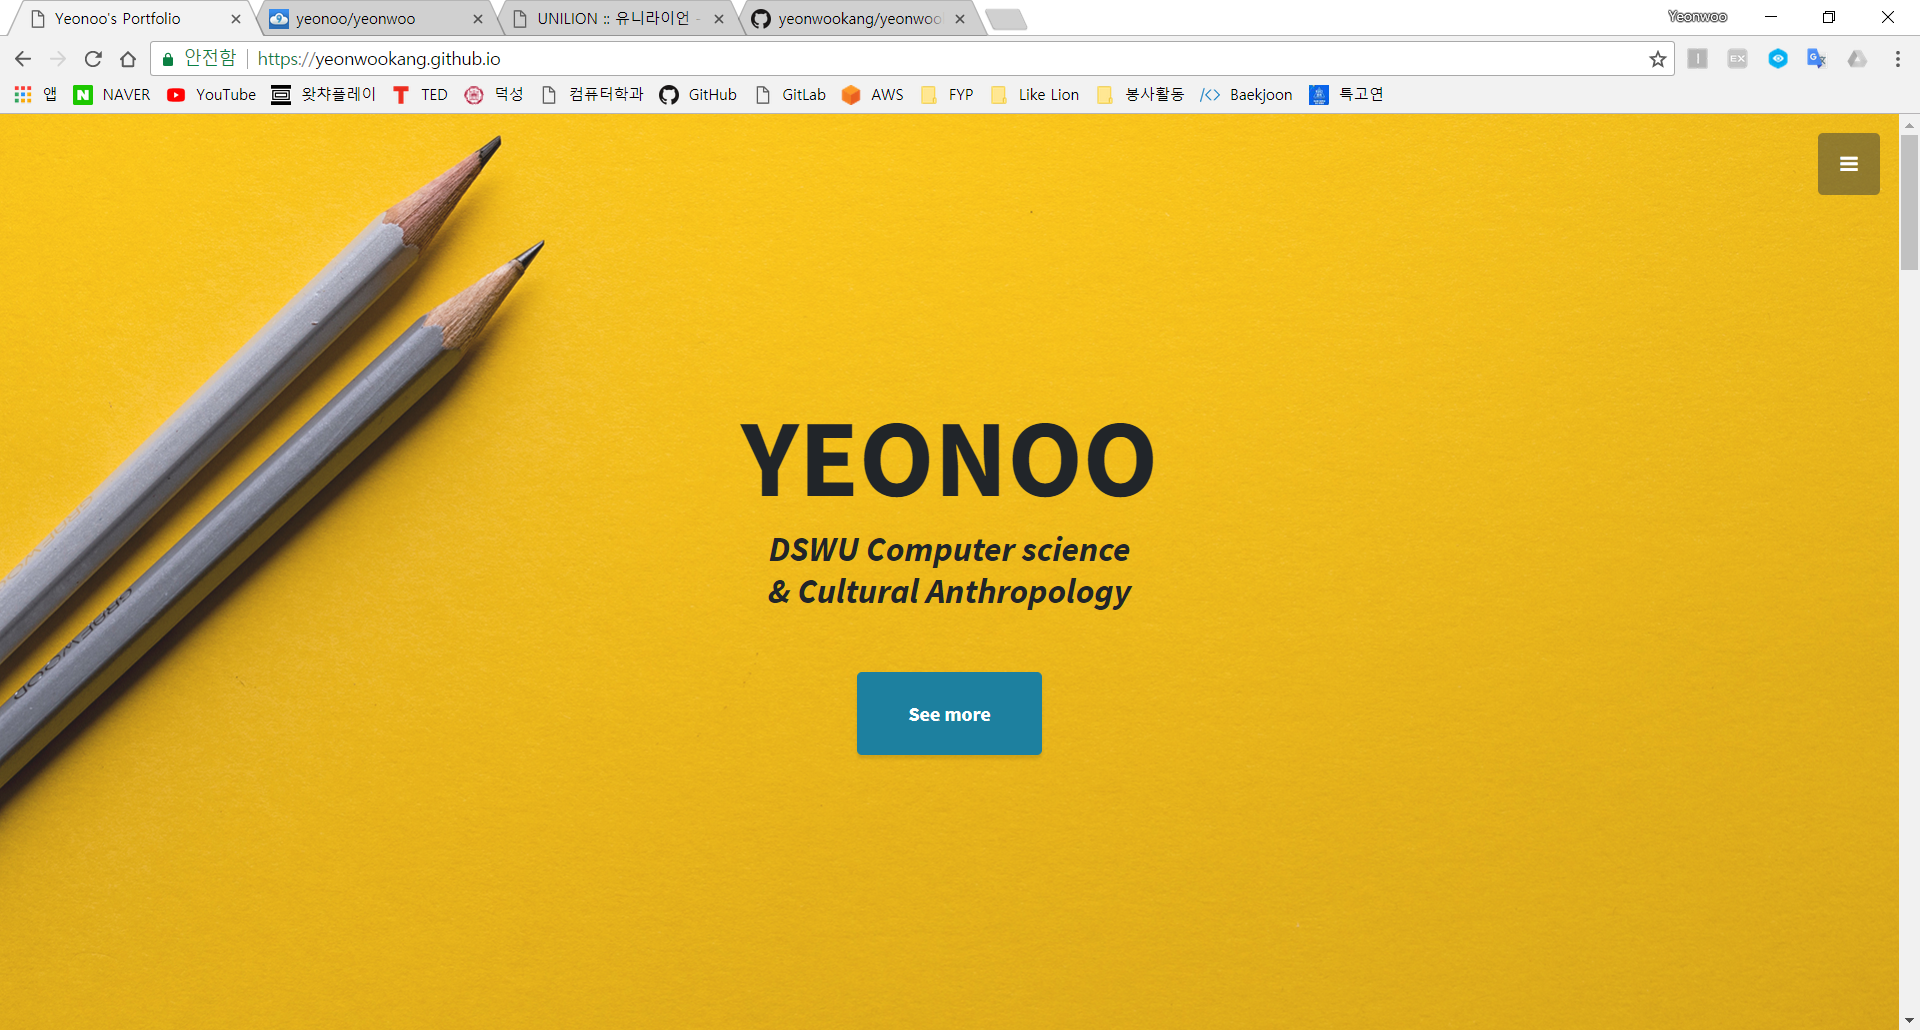 Yeonoo's Portfolio
yeonoo/yeonwoo
UNILION :: 유니라이언 -
yeonwookang/yeonwoo
Yeonwoo
안전함
https://yeonwookang.github.io
앱
NAVER
YouTube
왓챠플레이
TED
덕성
컴퓨터학과
GitHub
GitLab
AWS
FYP
Like Lion
봉사활동
Baekjoon
특고연
YEONOO
DSWU Computer science
& Cultural Anthropology
See more